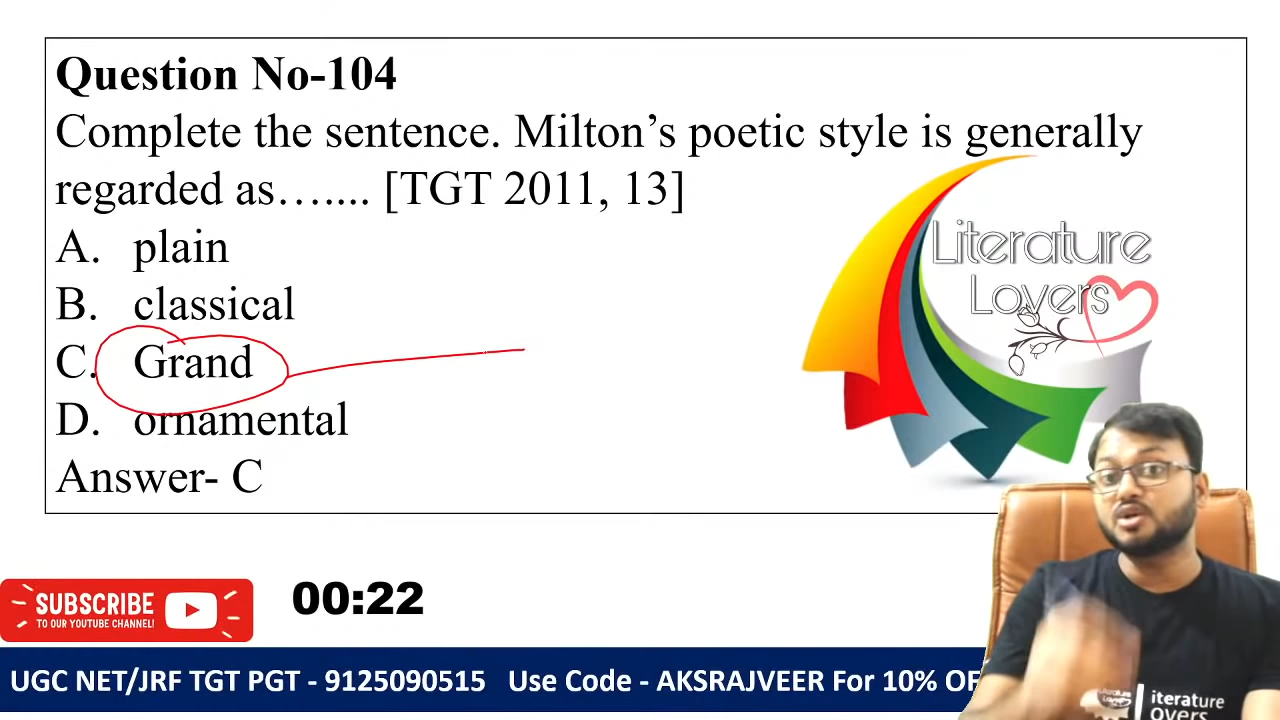 Question No-104
Complete the sentence. Milton’s poetic style is generally
regarded as….... [TGT 2011, 13]
A. plain
B. classical
C. Grand
D. ornamental
Answer- C
Literature
Lovers
SUBSCRIBE
TO OUR YOUTUBE CHANNEL!
00:22
UGC NET/JRF TGT PGT - 9125090515 Use Code - AKSRAJVEER For 10% OF
iterature
overs